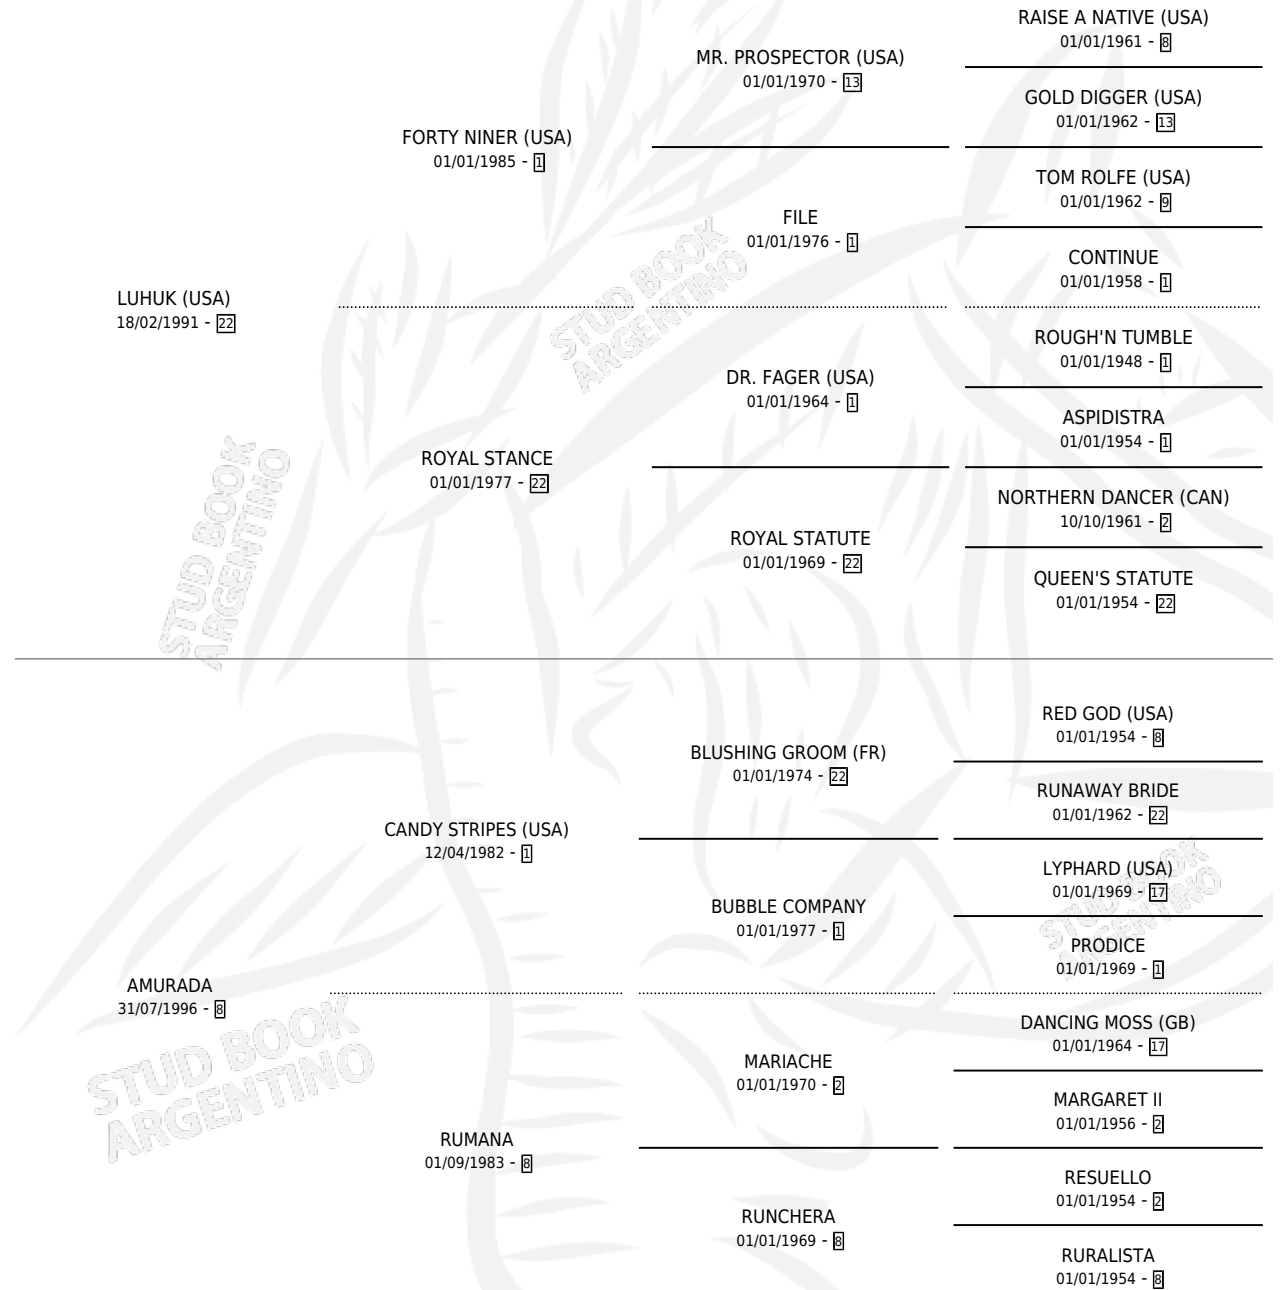 RAISE A NATIVE (USA)
01/01/1961 - 8
MR. PROSPECTOR (USA)
01/01/1970 - 13
GOLD DIGGER (USA)
01/01/1962 - 13
FORTY NINER (USA)
01/01/1985 - 1
TOM ROLFE (USA)
01/01/1962 - 9
FILE
01/01/1976 - 1
CONTINUE
01/01/1958 - 1
LUHUK (USA)
18/02/1991 - 22
ROUGH'N TUMBLE
01/01/1948 - 1
DR. FAGER (USA)
01/01/1964 - 1
ASPIDISTRA
01/01/1954 - 1
ROYAL STANCE
01/01/1977 - 22
NORTHERN DANCER (CAN)
10/10/1961 - 2
ROYAL STATUTE
01/01/1969 - 22
QUEEN'S STATUTE
01/01/1954 - 22
RED GOD (USA)
01/01/1954 - 8
BLUSHING GROOM (FR)
01/01/1974 - 22
RUNAWAY BRIDE
01/01/1962 - 22
CANDY STRIPES (USA)
12/04/1982 - 1
LYPHARD (USA)
01/01/1969 - 17
BUBBLE COMPANY
01/01/1977 - 1
PRODICE
01/01/1969 - 1
AMURADA
31/07/1996 - 8
DANCING MOSS (GB)
01/01/1964 - 17
MARIACHE
01/01/1970 - 2
MARGARET II
01/01/1956 - 2
RUMANA
01/09/1983 - 8
RESUELLO
01/01/1954 - 2
RUNCHERA
01/01/1969 - 8
RURALISTA
01/01/1954 - 8
STUD BOOK
ARGENTINO
STUD BOOK
ARGENTINO
STUD BOOK
ARGENTINO
STUD BOOK
ARGENTINO